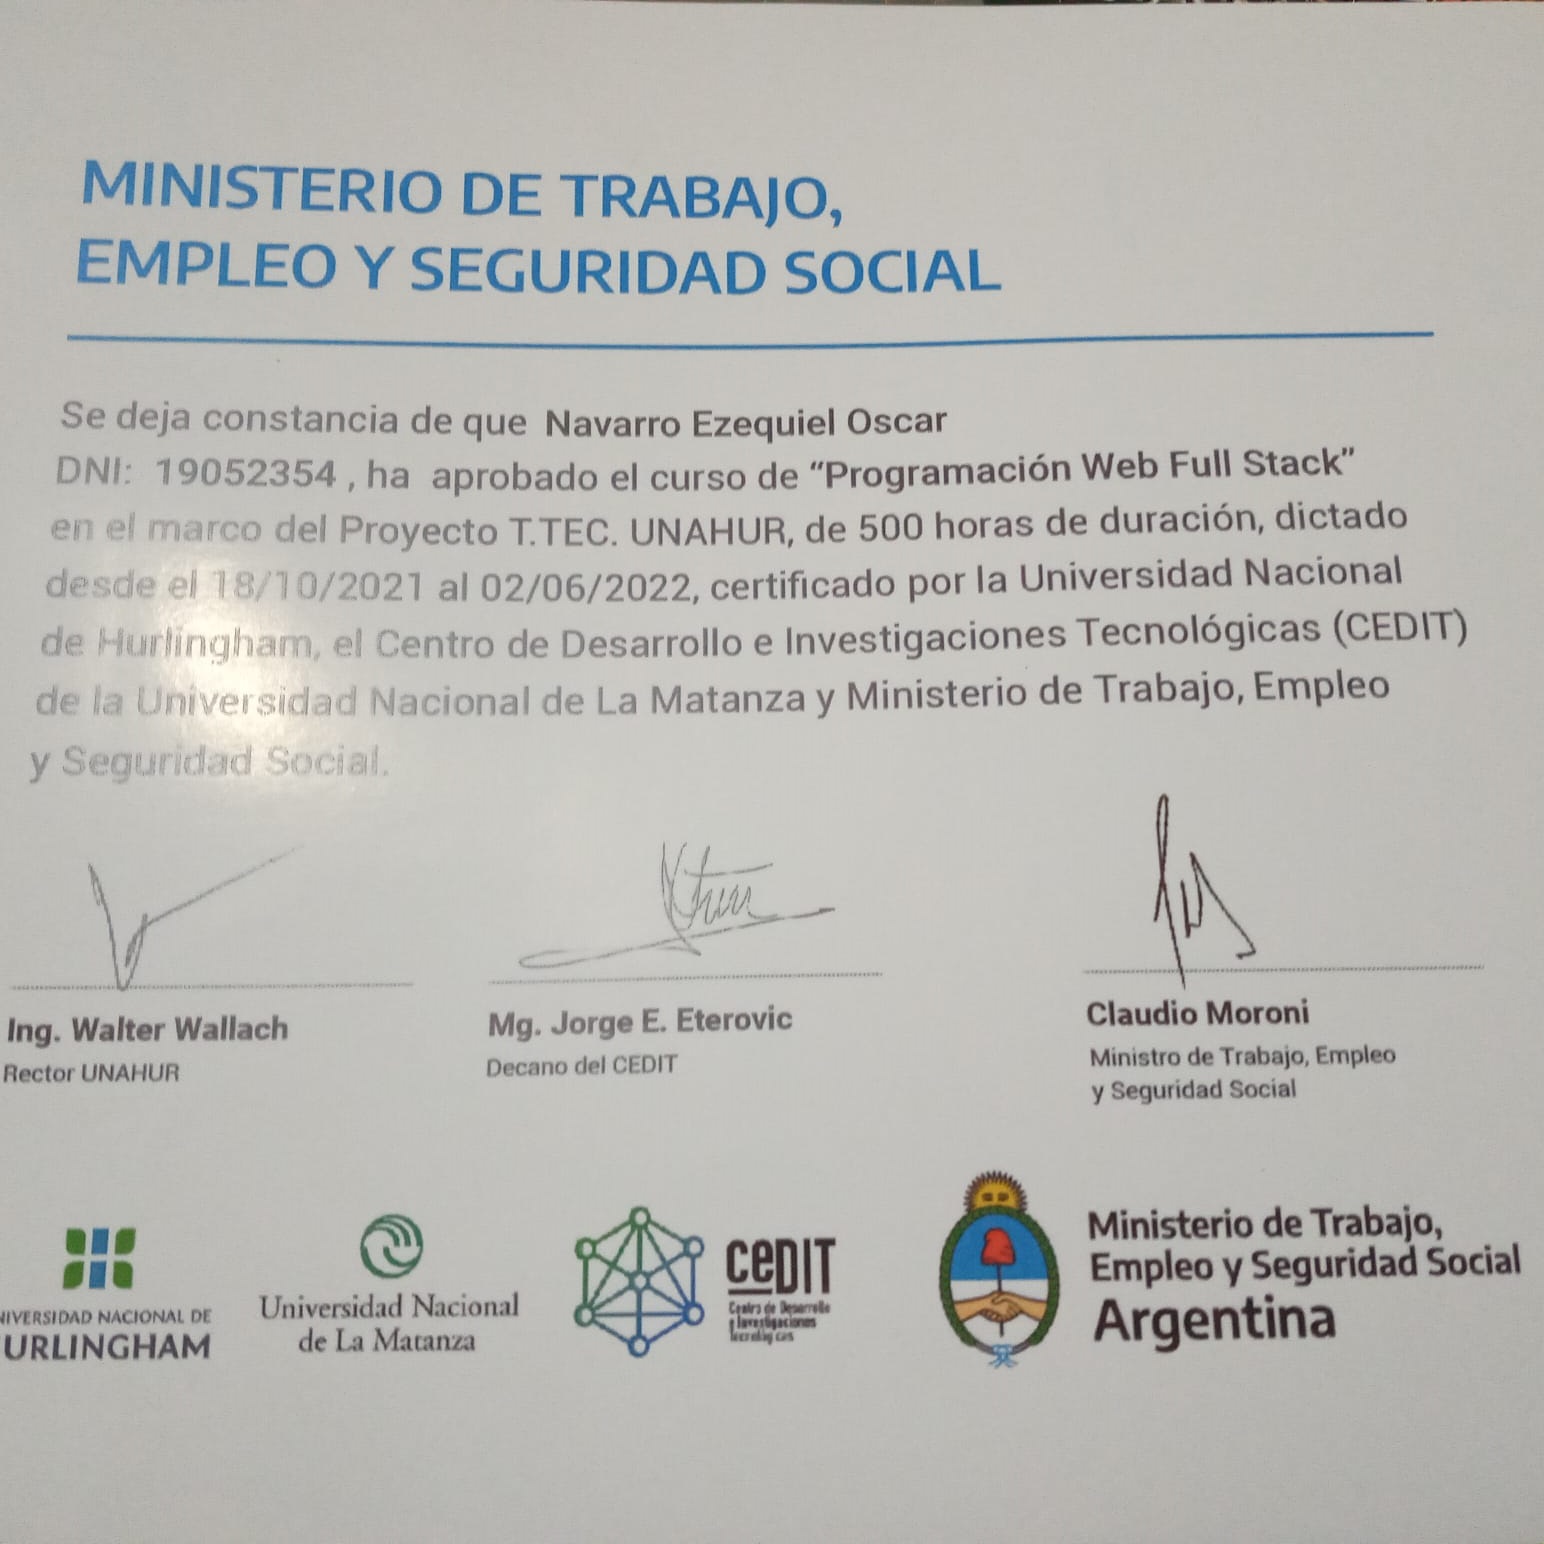 MINISTERIO DE TRABAJO,
EMPLEO Y SEGURIDAD SOCIAL
Se deja constancia de que Navarro Ezequiel Oscar
DNI: 19052354 , ha aprobado el curso de “Programación Web Full Stack”
en el marco del Proyecto T.TEC. UNAHUR, de 500 horas de duración, dictado
desde el 18/10/2021 al 02/06/2022, certificado por la Universidad Nacional
de Hurlingham, el Centro de Desarrollo e Investigaciones Tecnológicas (CEDIT)
de la Universidad Nacional de La Matanza y Ministerio de Trabajo, Empleo
y Seguridad Social.
Ing. Walter Wallach
Rector UNAHUR
Mg. Jorge E. Eterovic
Decano del CEDIT
Claudio Moroni
Ministro de Trabajo, Empleo
y Seguridad Social
NIVERSIDAD NACIONAL DE
URLINGHAM
Universidad Nacional
de La Matanza
CeDIT
Centro de Desarrollo
e Investigaciones
Tecnológicas
Ministerio de Trabajo,
Empleo y Seguridad Social
Argentina